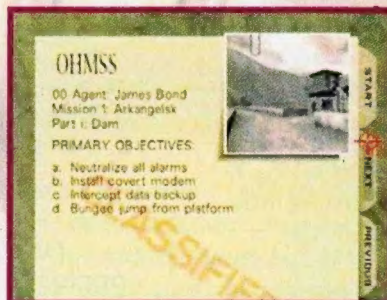 OHMSS
00 Agent: James Bond
Mission 1: Arkangelsk
Part i: Dam
PRIMARY OBJECTIVES:
a. Neutralize all alarms
b. Install covert modem
c. Intercept data backup
d. Bungee jump from platform
CLASSIFIED
START
NEXT
PREVIOUS